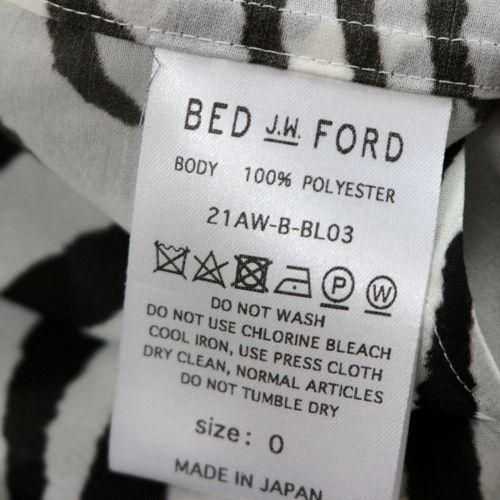 BED J.W. FORD
BODY 100% POLYESTER
21AW-B-BL03
P W
DO NOT WASH
DO NOT USE CHLORINE BLEACH
COOL IRON, USE PRESS CLOTH
DRY CLEAN, NORMAL ARTICLES
DO NOT TUMBLE DRY
size: 0
MADE IN JAPAN